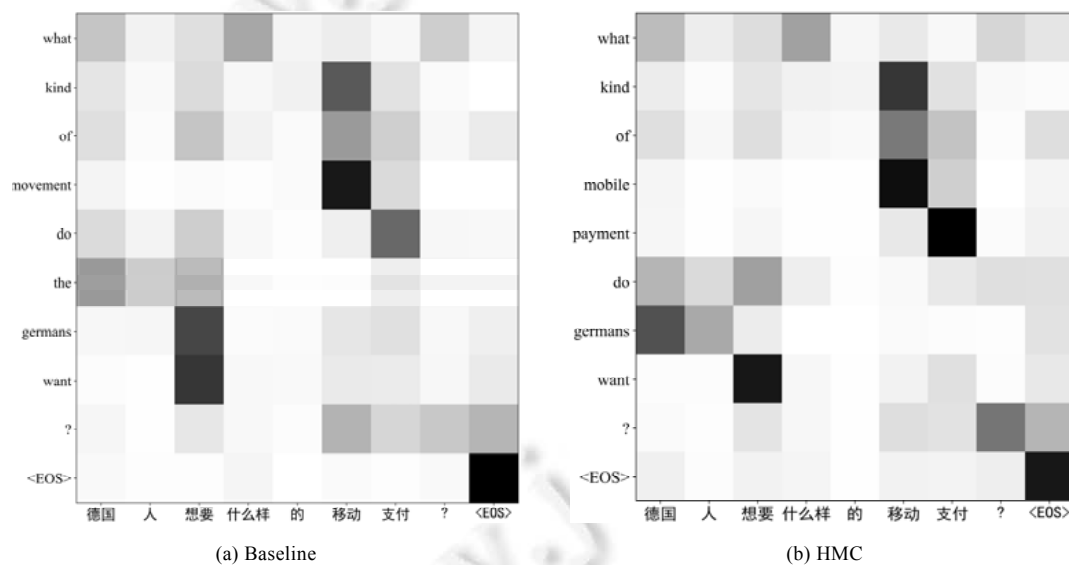 what
kind
of
movement
do
the
germans
want
?
<EOS>
德国 人 想要 什么样 的 移动 支付 ? <EOS>
(a) Baseline
what
kind
of
mobile
payment
do
germans
want
?
<EOS>
德国 人 想要 什么样 的 移动 支付 ? <EOS>
(b) HMC